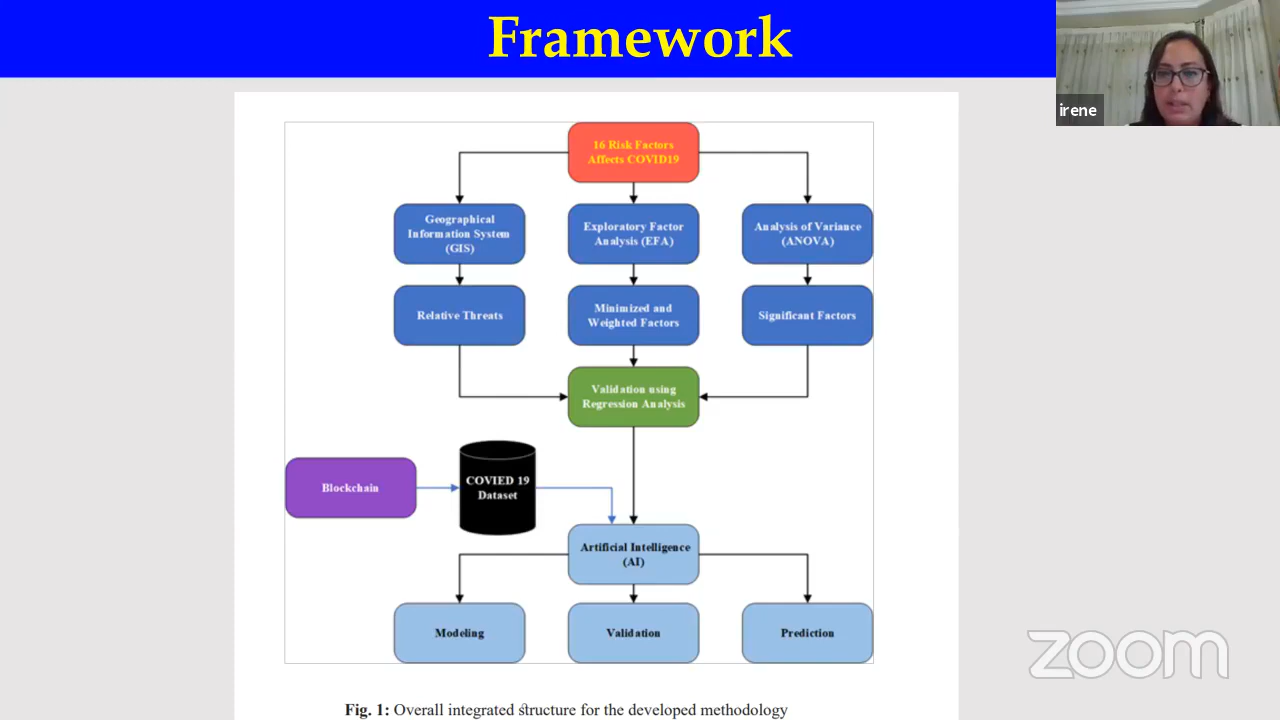 Framework
irene
16 Risk Factors
Affects COVID19
Geographical
Information System
(GIS)
Exploratory Factor
Analysis (EFA)
Analysis of Variance
(ANOVA)
Relative Threats
Minimized and
Weighted Factors
Significant Factors
Validation using
Regression Analysis
Blockchain
COVIED 19
Dataset
Artificial Intelligence
(AI)
Modeling
Validation
Prediction
zoom
Fig. 1: Overall integrated structure for the developed methodology